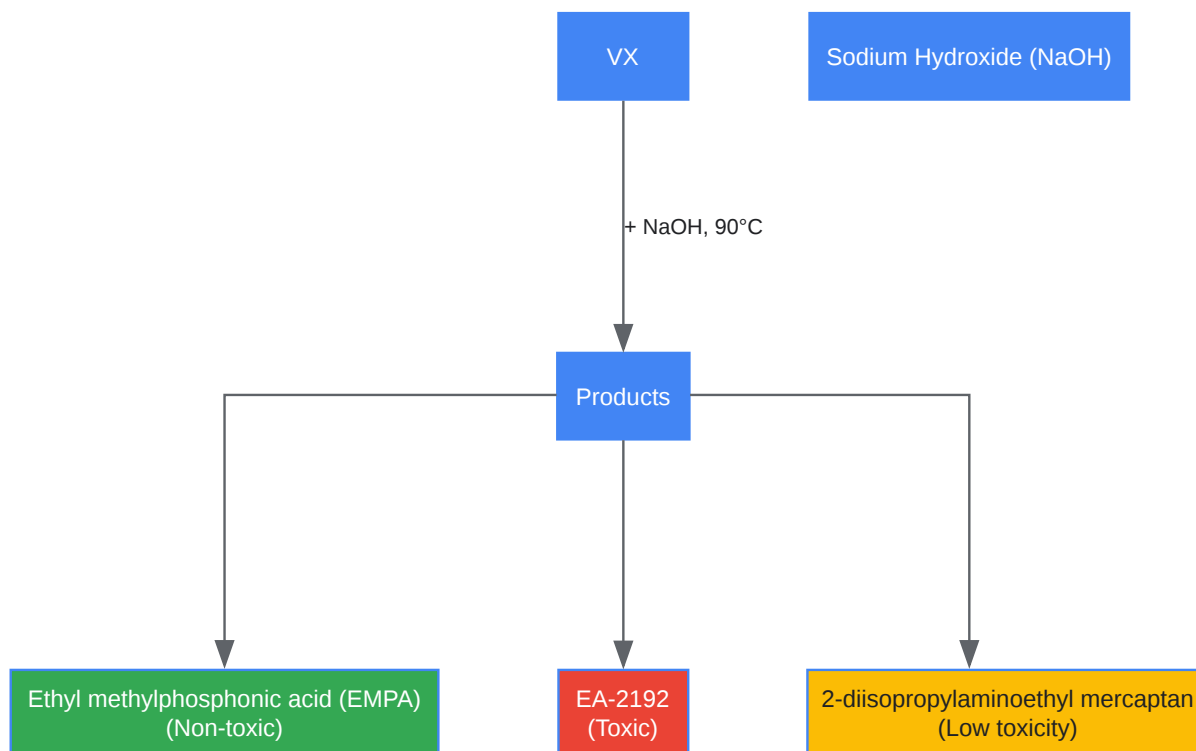 VX
Sodium Hydroxide (NaOH)
+ NaOH, 90°C
Products
Ethyl methylphosphonic acid (EMPA)
(Non-toxic)
EA-2192
(Toxic)
2-diisopropylaminoethyl mercaptan
(Low toxicity)